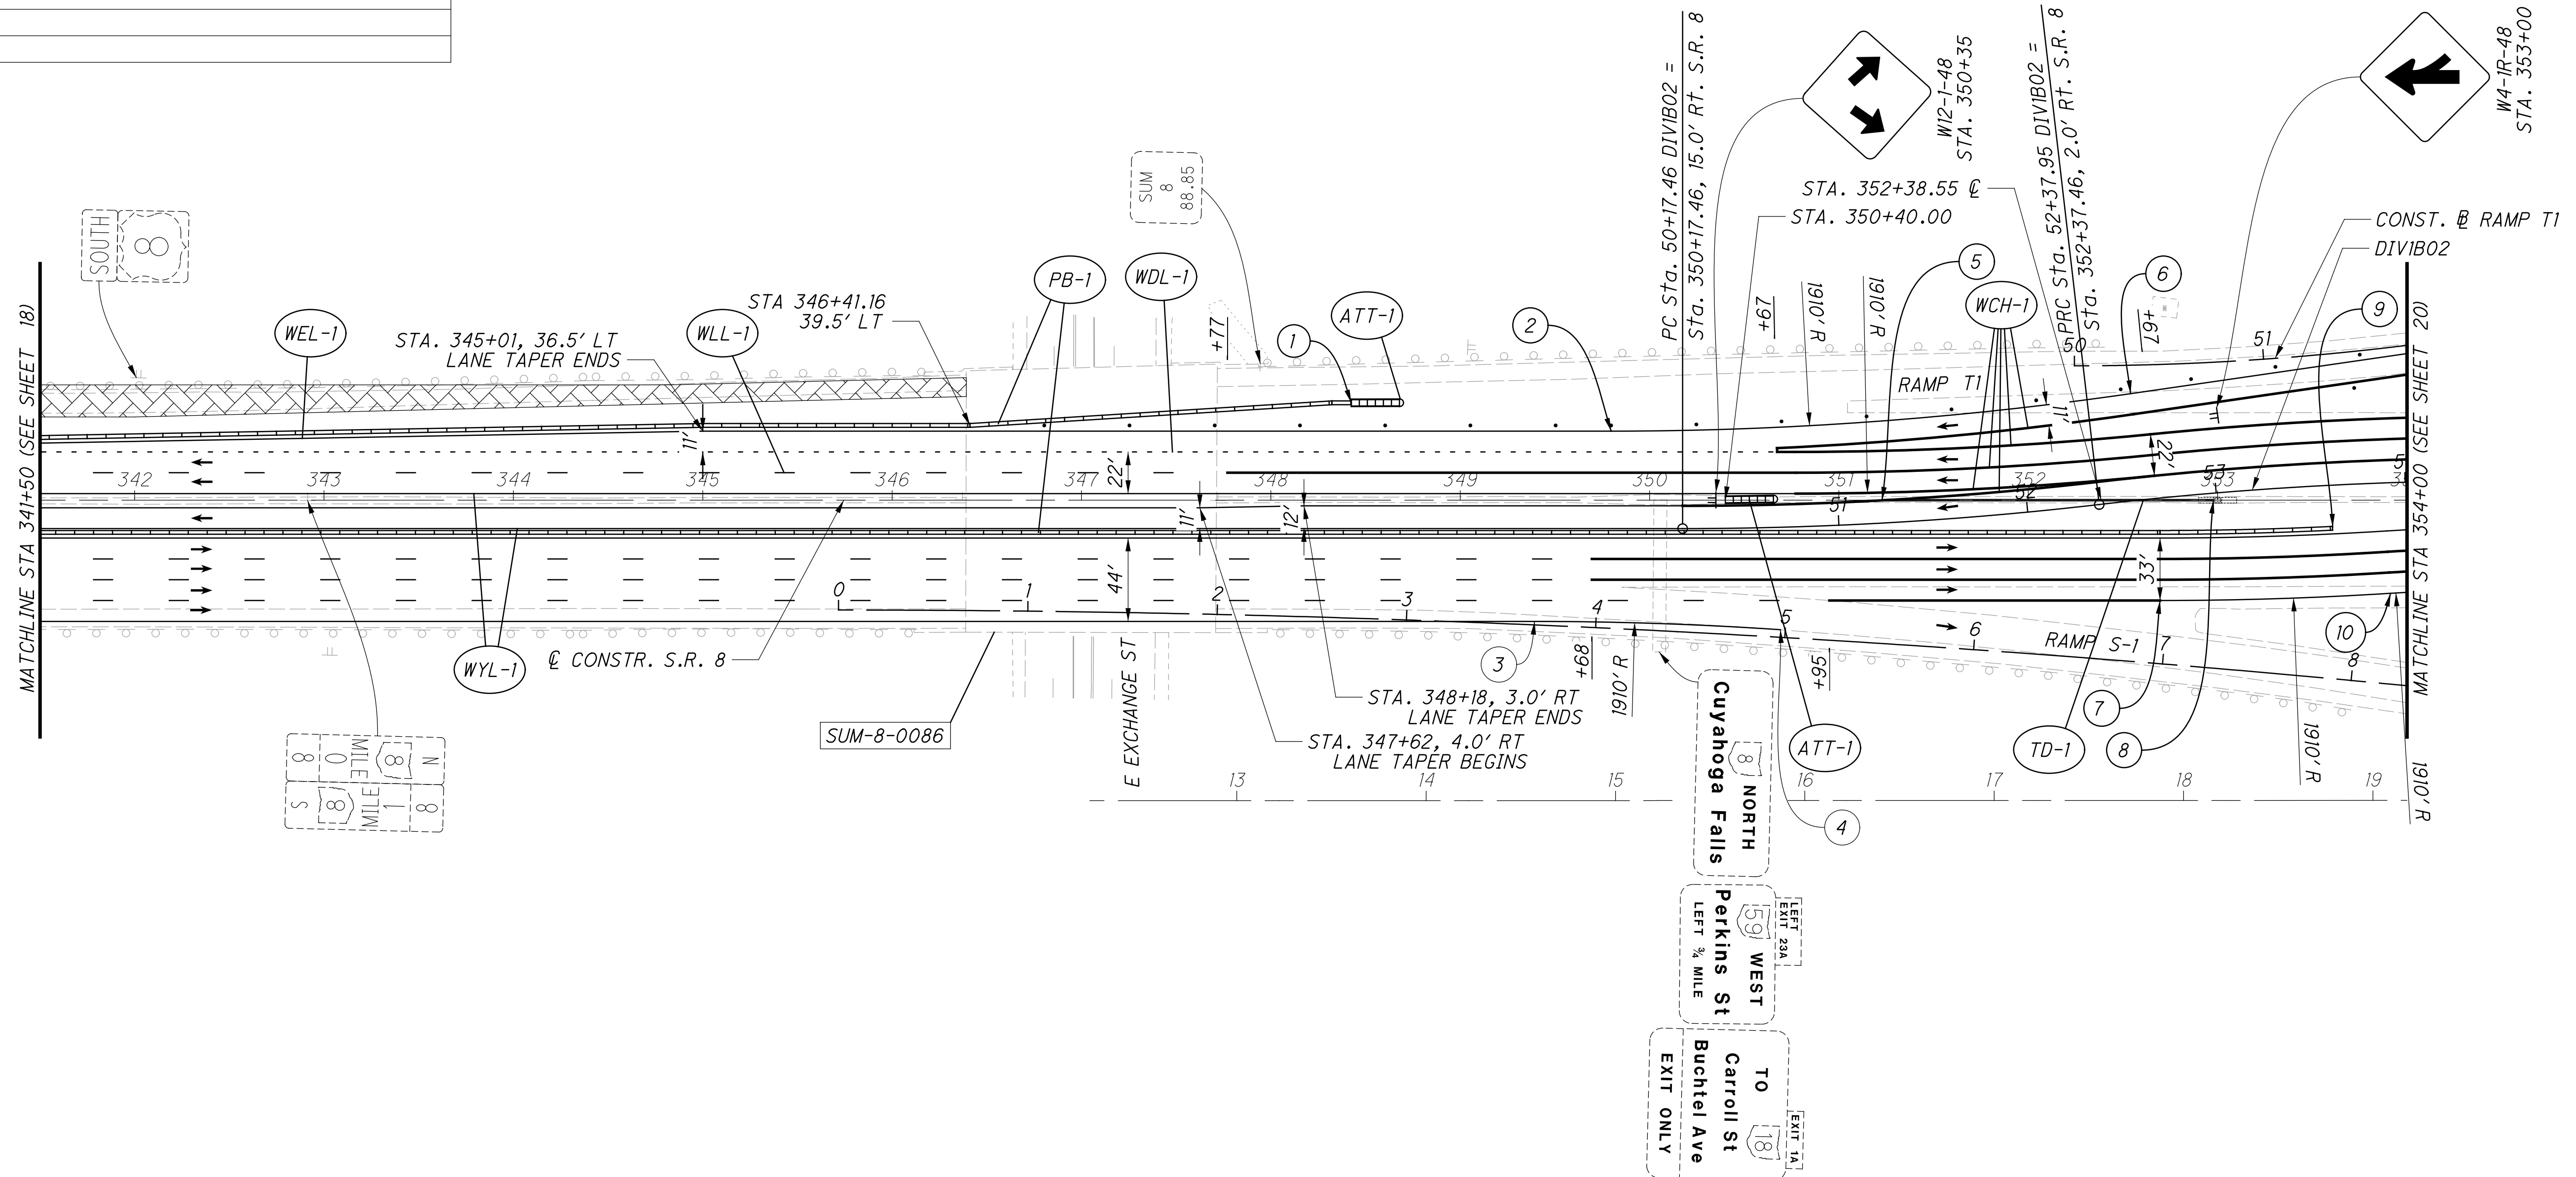 MATCHLINE STA 341+50 (SEE SHEET 18)
SOUTH
8
WEL-1
STA. 345+01, 36.5' LT
LANE TAPER ENDS
WLL-1
STA 346+41.16
39.5' LT
PB-1
WDL-1
SUM
8
88.85
+77
1
ATT-1
2
PC Sta. 50+17.46 DIV1B02 =
Sta. 350+17.46, 15.0' Rt. S.R. 8
W12-1-48
STA. 350+35
STA. 352+38.55 ℄
STA. 350+40.00
PRC Sta. 52+37.95 DIV1B02 =
Sta. 352+37.46, 2.0' Rt. S.R. 8
W4-1R-48
STA. 353+00
CONST. ℄ RAMP T1
DIV1B02
+67
1910' R
1910' R
5
WCH-1
6
+97
9
50
51
RAMP T1
11'
11'
22'
22'
342
343
344
345
346
347
348
349
350
351
352
353
51
52
53
11'
12'
44'
33'
0
1
2
3
4
5
6
7
8
RAMP S-1
WYL-1
℄ CONSTR. S.R. 8
SUM-8-0086
E EXCHANGE ST
3
+68
1910' R
+95
STA. 348+18, 3.0' RT
LANE TAPER ENDS
STA. 347+62, 4.0' RT
LANE TAPER BEGINS
ATT-1
TD-1
7
8
10
1910' R
1910' R
MATCHLINE STA 354+00 (SEE SHEET 20)
N
8
MILE
0
8
S
8
MILE
1
8
13
14
15
16
17
18
19
4
8 NORTH
Cuyahoga Falls
LEFT
EXIT 23A
59 WEST
Perkins St
LEFT ¾ MILE
EXIT 1A
TO 18
Carroll St
Buchtel Ave
EXIT ONLY